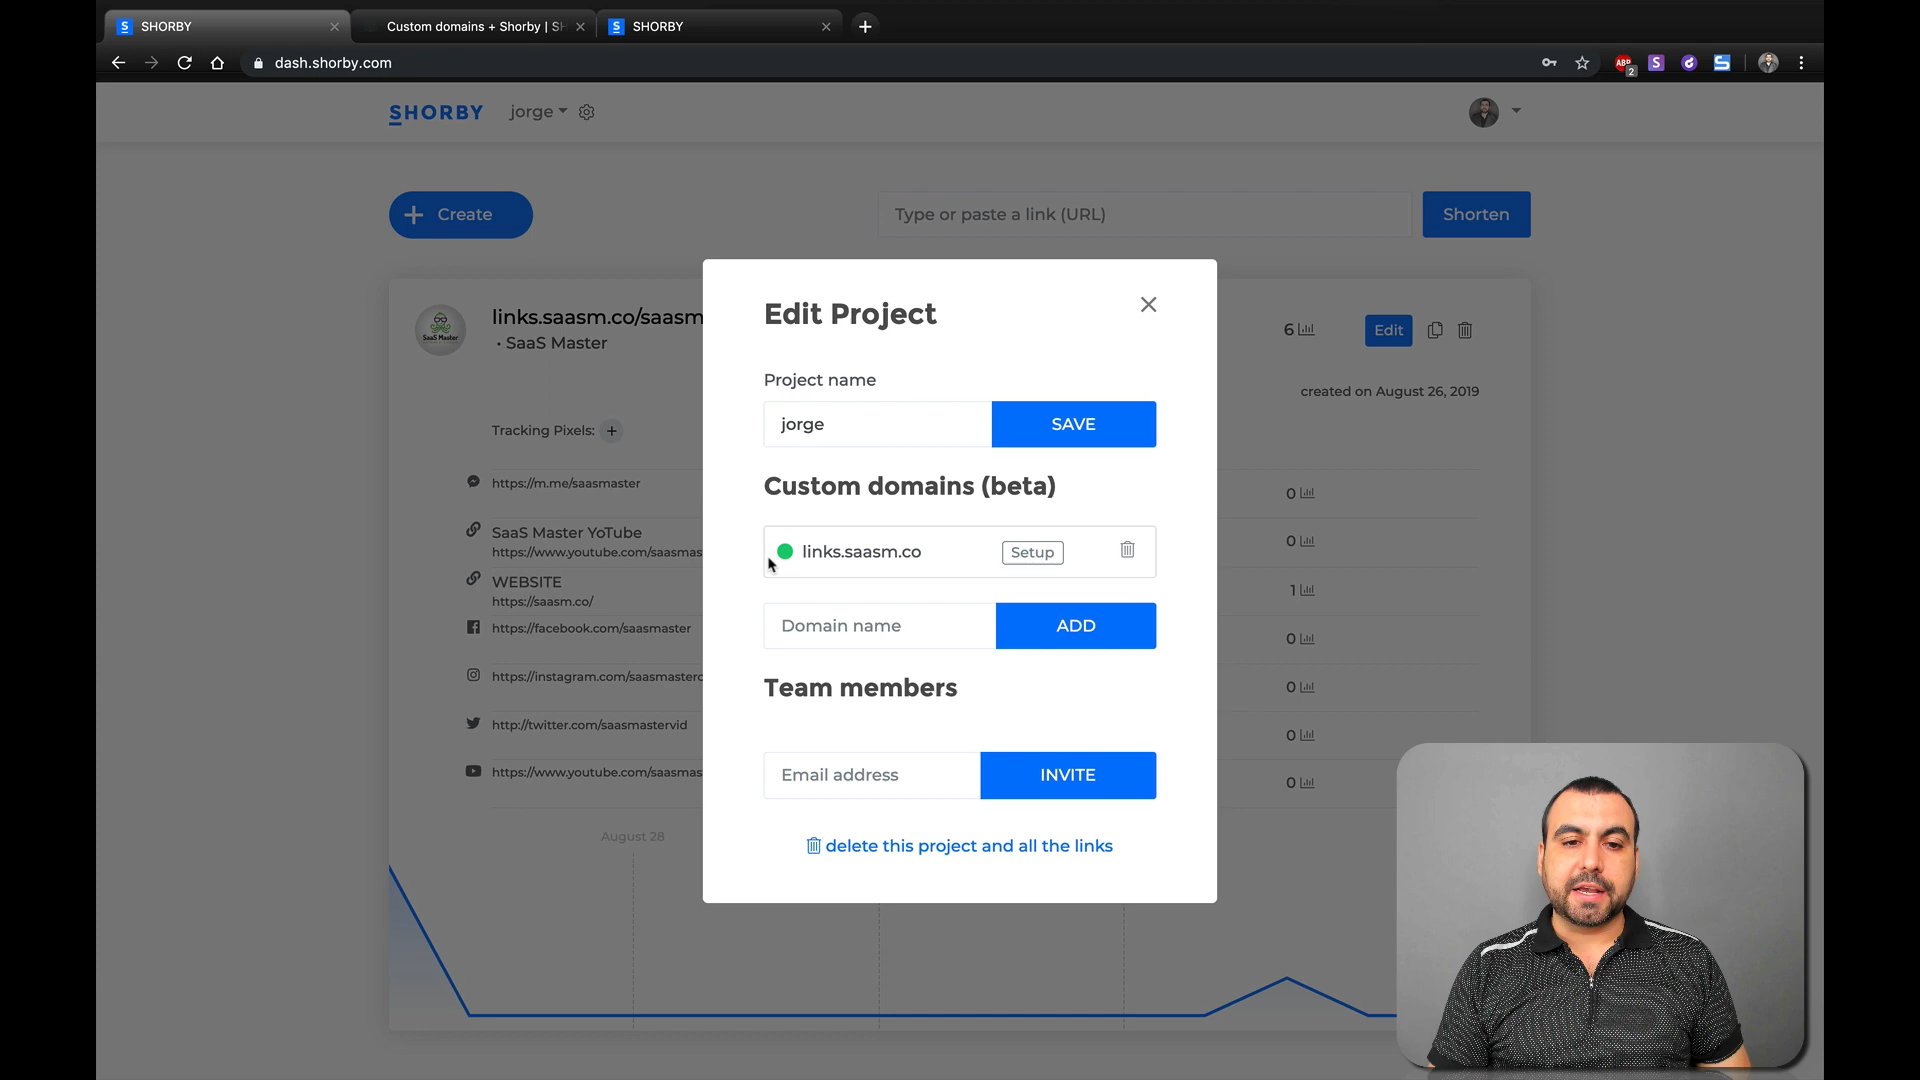 SHORBY
Custom domains + Shorby | SH
SHORBY
dash.shorby.com
ABP
2
SHORBY
jorge
Create
Type or paste a link (URL)
Shorten
links.saasm.co/saasm
• SaaS Master
SaaS Master
6
Edit
created on August 26, 2019
Tracking Pixels:
https://m.me/saasmaster
0
SaaS Master YoTube
https://www.youtube.com/saasmas
0
WEBSITE
https://saasm.co/
1
https://facebook.com/saasmaster
0
https://instagram.com/saasmasterc
0
http://twitter.com/saasmastervid
0
https://www.youtube.com/saasmas
0
August 28
Edit Project
Project name
jorge
SAVE
Custom domains (beta)
links.saasm.co
Setup
Domain name
ADD
Team members
Email address
INVITE
delete this project and all the links